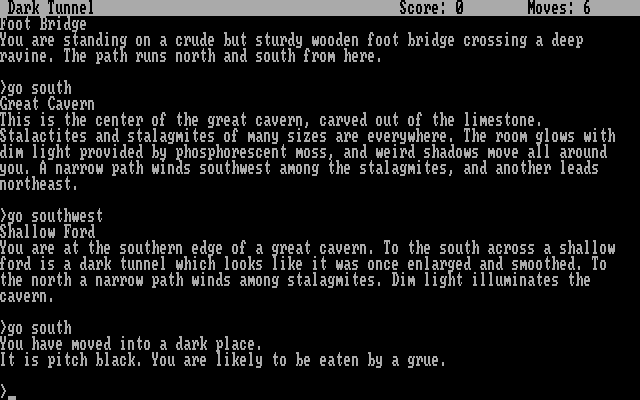 Dark Tunnel Score: 0 Moves: 6
Foot Bridge
You are standing on a crude but sturdy wooden foot bridge crossing a deep
ravine. The path runs north and south from here.
>go south
Great Cavern
This is the center of the great cavern, carved out of the limestone.
Stalactites and stalagmites of many sizes are everywhere. The room glows with
dim light provided by phosphorescent moss, and weird shadows move all around
you. A narrow path winds southwest among the stalagmites, and another leads
northeast.
>go southwest
Shallow Ford
You are at the southern edge of a great cavern. To the south across a shallow
ford is a dark tunnel which looks like it was once enlarged and smoothed. To
the north a narrow path winds among stalagmites. Dim light illuminates the
cavern.
>go south
You have moved into a dark place.
It is pitch black. You are likely to be eaten by a grue.
>_